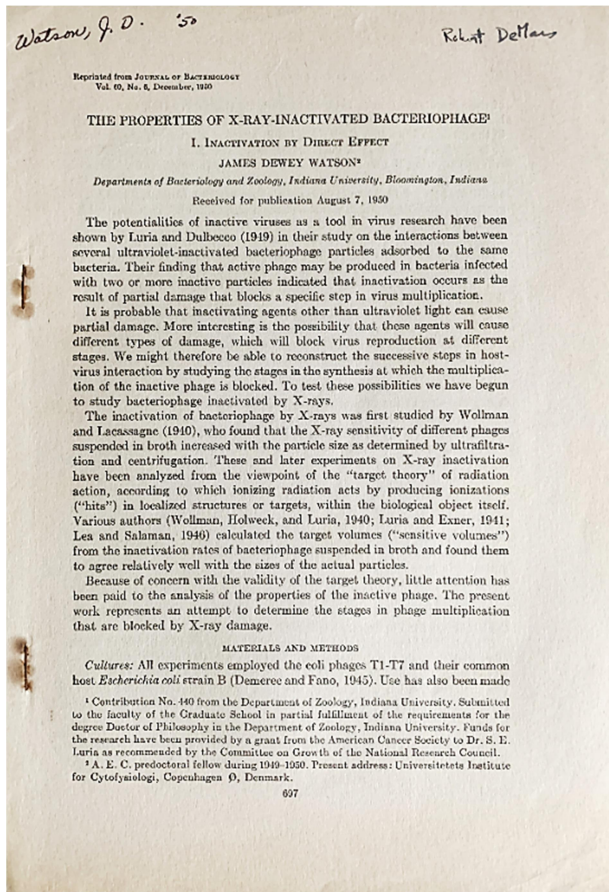 Watson, J. D. '50
Robert DeMars
Reprinted from JOURNAL OF BACTERIOLOGY
Vol. 60, No. 6, December, 1950
THE PROPERTIES OF X-RAY-INACTIVATED BACTERIOPHAGE¹
I. INACTIVATION BY DIRECT EFFECT
JAMES DEWEY WATSON²
Departments of Bacteriology and Zoology, Indiana University, Bloomington, Indiana
Received for publication August 7, 1950
The potentialities of inactive viruses as a tool in virus research have been
shown by Luria and Dulbecco (1949) in their study on the interactions between
several ultraviolet-inactivated bacteriophage particles adsorbed to the same
bacteria. Their finding that active phage may be produced in bacteria infected
with two or more inactive particles indicated that inactivation occurs as the
result of partial damage that blocks a specific step in virus multiplication.
It is probable that inactivating agents other than ultraviolet light can cause
partial damage. More interesting is the possibility that these agents will cause
different types of damage, which will block virus reproduction at different
stages. We might therefore be able to reconstruct the successive steps in host-
virus interaction by studying the stages in the synthesis at which the multiplica-
tion of the inactive phage is blocked. To test these possibilities we have begun
to study bacteriophage inactivated by X-rays.
The inactivation of bacteriophage by X-rays was first studied by Wollman
and Lacassagne (1940), who found that the X-ray sensitivity of different phages
suspended in broth increased with the particle size as determined by ultrafiltra-
tion and centrifugation. These and later experiments on X-ray inactivation
have been analyzed from the viewpoint of the "target theory" of radiation
action, according to which ionizing radiation acts by producing ionizations
("hits") in localized structures or targets, within the biological object itself.
Various authors (Wollman, Holweck, and Luria, 1940; Luria and Exner, 1941;
Lea and Salaman, 1946) calculated the target volumes ("sensitive volumes")
from the inactivation rates of bacteriophage suspended in broth and found them
to agree relatively well with the sizes of the actual particles.
Because of concern with the validity of the target theory, little attention has
been paid to the analysis of the properties of the inactive phage. The present
work represents an attempt to determine the stages in phage multiplication
that are blocked by X-ray damage.
MATERIALS AND METHODS
Cultures: All experiments employed the coli phages T1-T7 and their common
host Escherichia coli strain B (Demerec and Fano, 1945). Use has also been made
¹ Contribution No. 440 from the Department of Zoology, Indiana University. Submitted
to the faculty of the Graduate School in partial fulfillment of the requirements for the
degree Doctor of Philosophy in the Department of Zoology, Indiana University. Funds for
the research have been provided by a grant from the American Cancer Society to Dr. S. E.
Luria as recommended by the Committee on Growth of the National Research Council.
² A. E. C. predoctoral fellow during 1949-1950. Present address: Universitetets Institute
for Cytofysiologi, Copenhagen Ø, Denmark.
697